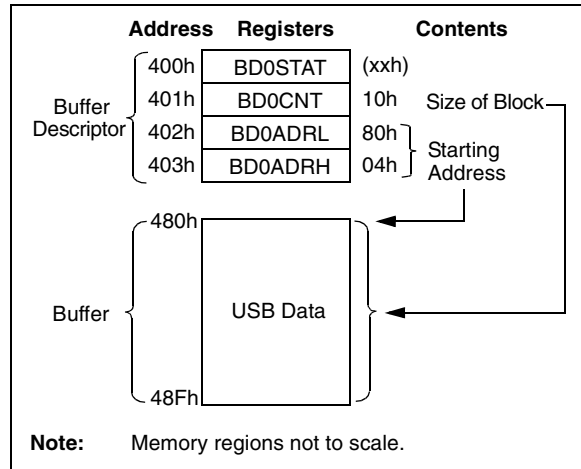 Address Registers Contents
400h BD0STAT (xxh)
401h BD0CNT 10h Size of Block
Buffer Descriptor
402h BD0ADRL 80h
403h BD0ADRH 04h
Starting Address
480h
Buffer
USB Data
48Fh
Note: Memory regions not to scale.